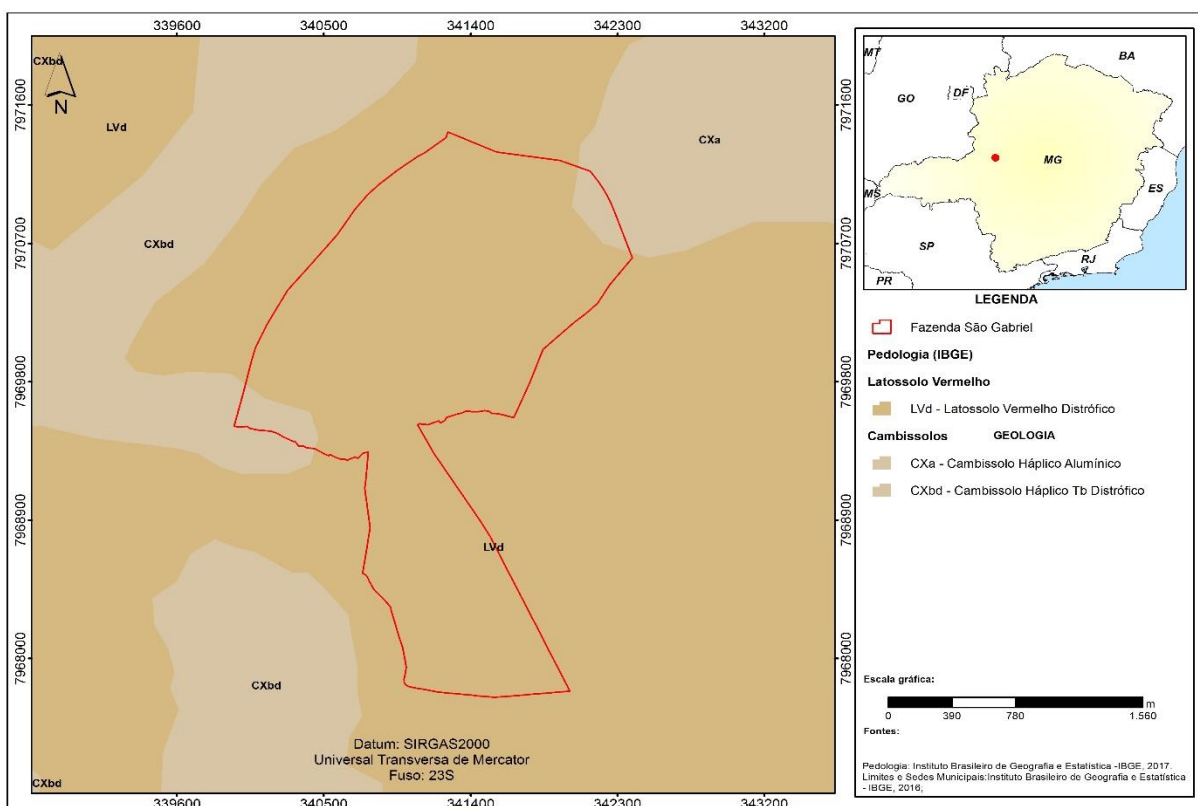 339600 340500 341400 342300 343200
CXbd
N
LVd
CXa
CXbd
LVd
CXbd
CXbd
7971600
7970700
7969800
7968900
7968000
7971600
7970700
7969800
7968900
7968000
Datum: SIRGAS2000
Universal Transversa de Mercator
Fuso: 23S
339600 340500 341400 342300 343200
MT
BA
GO
DF
MG
MS
ES
SP
RJ
PR
LEGENDA
Fazenda São Gabriel
Pedologia (IBGE)
Latossolo Vermelho
LVd - Latossolo Vermelho Distrófico
Cambissolos GEOLOGIA
CXa - Cambissolo Háplico Alumínico
CXbd - Cambissolo Háplico Tb Distrófico
Escala gráfica:
m
0 390 780 1.560
Fontes:
Pedologia: Instituto Brasileiro de Geografia e Estatística -IBGE, 2017.
Limites e Sedes Municipais:Instituto Brasileiro de Geografia e Estatística
- IBGE, 2016,